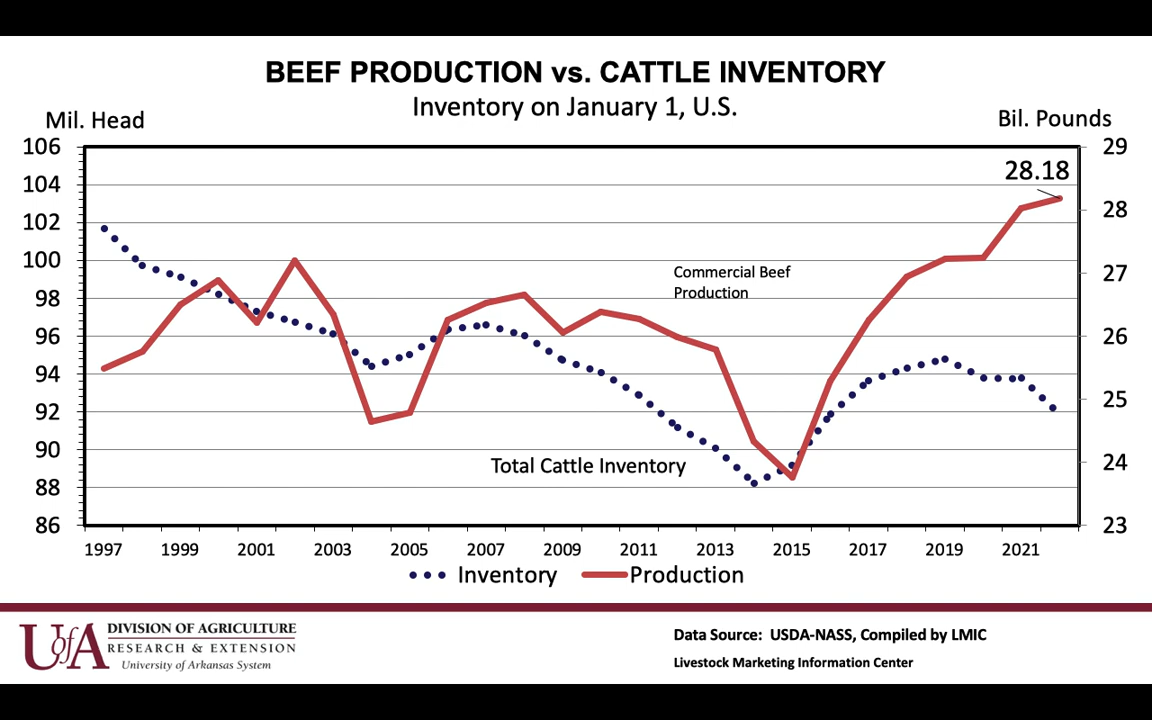 BEEF PRODUCTION vs. CATTLE INVENTORY
Inventory on January 1, U.S.
Mil. Head
Bil. Pounds
106
104
102
100
98
96
94
92
90
88
86
29
28
27
26
25
24
23
28.18
Commercial Beef
Production
Total Cattle Inventory
1997 1999 2001 2003 2005 2007 2009 2011 2013 2015 2017 2019 2021
Inventory Production
UofA
DIVISION OF AGRICULTURE
RESEARCH & EXTENSION
University of Arkansas System
Data Source: USDA-NASS, Compiled by LMIC
Livestock Marketing Information Center